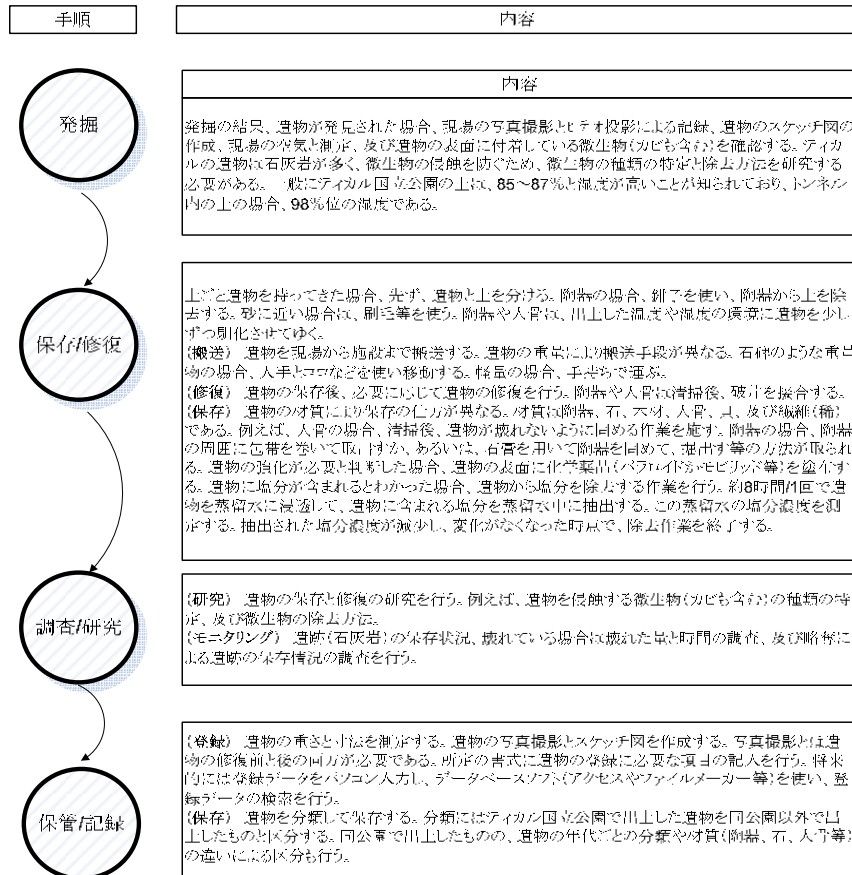 手順
内容
発掘
内容
発掘の結果、遺物が発見された場合、現場の写真撮影とビデオ投影による記録、遺物のスケッチ図の
作成、現場の空気と測定、及び遺物の表面に付着している微生物(カビも含む)を確認する。ティカ
ルの遺物は石灰岩が多く、微生物の侵蝕を防ぐため、微生物の種類の特定と除去方法を研究する
必要がある。一般にティカル国立公園の土は、85～87%と湿度が高いことが知られており、トンネル
内の土の場合、98%位の湿度である。
保存/修復
土ごと遺物を持ってきた場合、先ず、遺物と土を分ける。陶器の場合、鉗子を使い、陶器から土を除
去する。砂に近い場合は、刷毛等を使う。陶器や人骨は、出土した温度や湿度の環境に遺物を少し
ずつ馴化させてゆく。
(搬送) 遺物を現場から施設まで搬送する。遺物の重量により搬送手段が異なる。石碑のような重量
物の場合、人手とコロなどを使い移動する。軽量の場合、手持ちで運ぶ。
(修復) 遺物の保存後、必要に応じて遺物の修復を行う。陶器や人骨は清掃後、破片を接合する。
(保存) 遺物の材質により保存の仕方が異なる。材質は陶器、石、木材、人骨、貝、及び繊維(稀)
である。例えば、人骨の場合、清掃後、遺物が壊れないように固める作業を施す。陶器の場合、陶器
の周囲に包帯を巻いて取出すか、あるいは、石膏を用いて陶器を固めて、掘出す等の方法が取られ
る。遺物の強化が必要と判断した場合、遺物の表面に化学薬品(パラロイドかモビリッド等)を塗布す
る。遺物に塩分が含まれるとわかった場合、遺物から塩分を除去する作業を行う。約8時間/1回で遺
物を蒸留水に浸透して、遺物に含まれる塩分を蒸留水中に抽出する。この蒸留水の塩分濃度を測
定する。抽出された塩分濃度が減少し、変化がなくなった時点で、除去作業を終了する。
調査/研究
(研究) 遺物の保存と修復の研究を行う。例えば、遺物を侵蝕する微生物(カビも含む)の種類の特
定、及び微生物の除去方法。
(モニタリング) 遺跡(石灰岩)の保存状況、壊れている場合は壊れた量と時間の調査、及び略奪に
よる遺跡の保存情況の調査を行う。
保管/記録
(登録) 遺物の重さと寸法を測定する。遺物の写真撮影とスケッチ図を作成する。写真撮影とは遺
物の修復前と後の両方が必要である。所定の書式に遺物の登録に必要な項目の記入を行う。将来
的には登録データをパソコン入力し、データベースソフト(アクセスやファイルメーカー等)を使い、登
録データの検索を行う。
(保存) 遺物を分類して保存する。分類にはティカル国立公園で出土した遺物を同公園以外で出
土したものと区分する。同公園で出土したものの、遺物の年代ごとの分類や材質(陶器、石、人骨等)
の違いによる区分も行う。